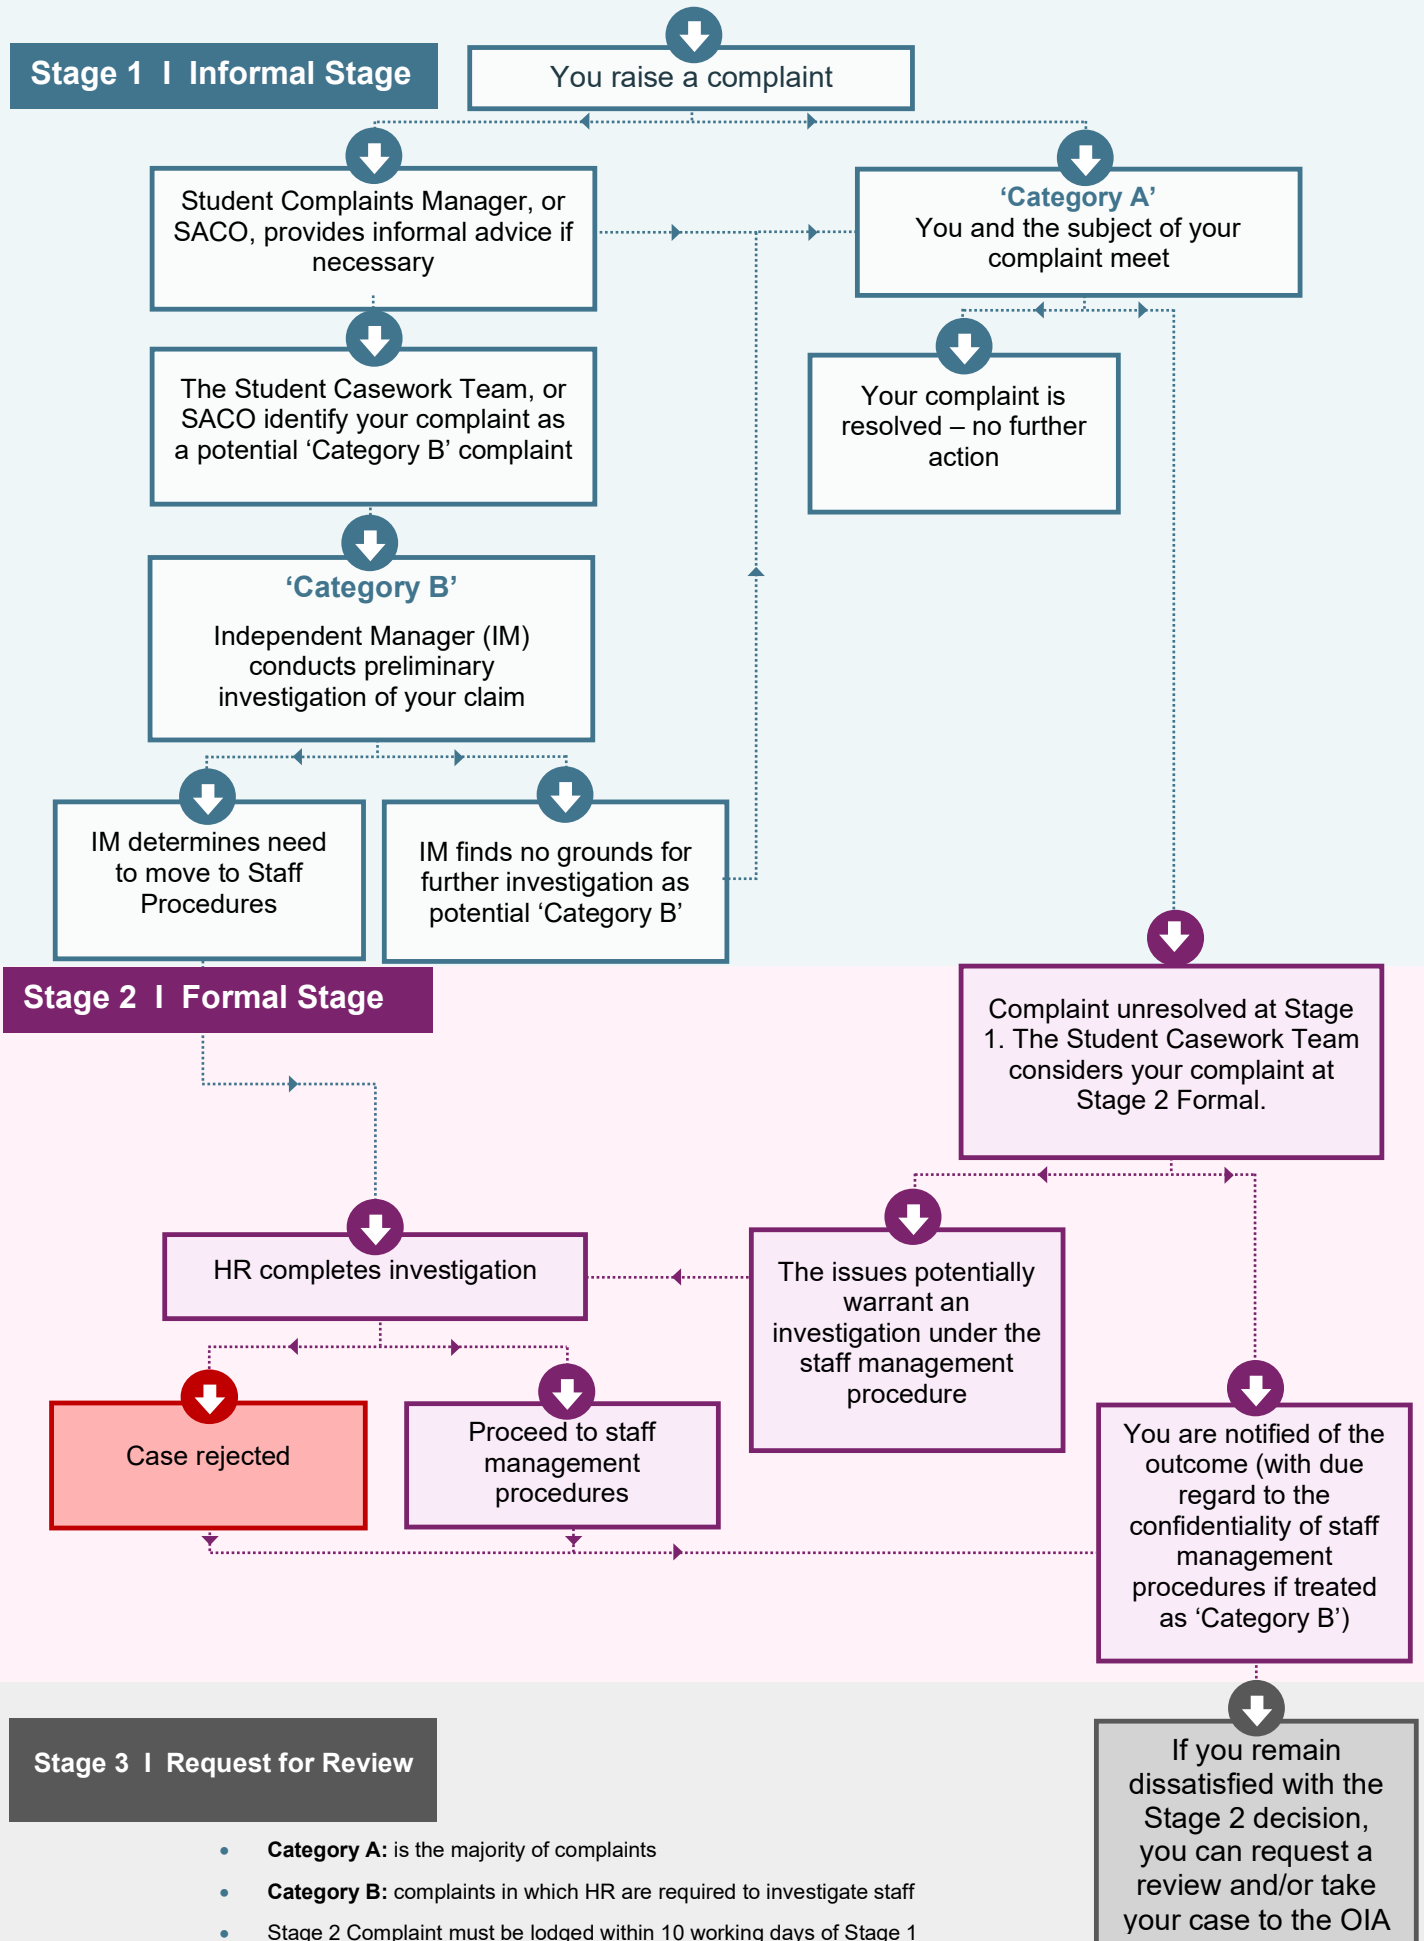 Stage 1 I Informal Stage
You raise a complaint
Student Complaints Manager, or
SACO, provides informal advice if
necessary
‘Category A’
You and the subject of your
complaint meet
The Student Casework Team, or
SACO identify your complaint as
a potential ‘Category B’ complaint
Your complaint is
resolved – no further
action
‘Category B’
Independent Manager (IM)
conducts preliminary
investigation of your claim
IM determines need
to move to Staff
Procedures
IM finds no grounds for
further investigation as
potential ‘Category B’
Stage 2 I Formal Stage
Complaint unresolved at Stage
1. The Student Casework Team
considers your complaint at
Stage 2 Formal.
HR completes investigation
The issues potentially
warrant an
investigation under the
staff management
procedure
Case rejected
Proceed to staff
management
procedures
You are notified of the
outcome (with due
regard to the
confidentiality of staff
management
procedures if treated
as ‘Category B’)
Stage 3 I Request for Review
If you remain
dissatisfied with the
Stage 2 decision,
you can request a
review and/or take
your case to the OIA
• Category A: is the majority of complaints
• Category B: complaints in which HR are required to investigate staff
• Stage 2 Complaint must be lodged within 10 working days of Stage 1